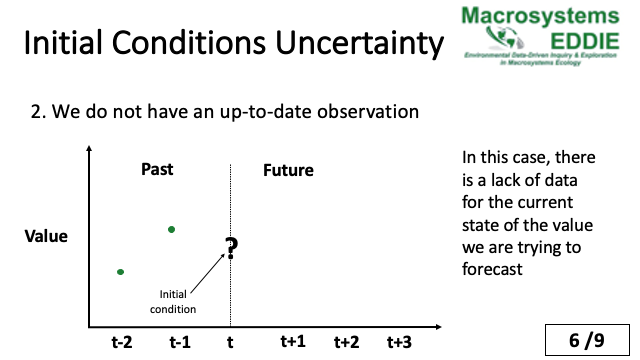 Initial Conditions Uncertainty
Macrosystems
EDDIE
Environmental Data-Driven Inquiry & Exploration
in Macrosystems Ecology
2. We do not have an up-to-date observation
Past
Future
Value
?
Initial
condition
t-2 t-1 t t+1 t+2 t+3
In this case, there
is a lack of data
for the current
state of the value
we are trying to
forecast
6 /9